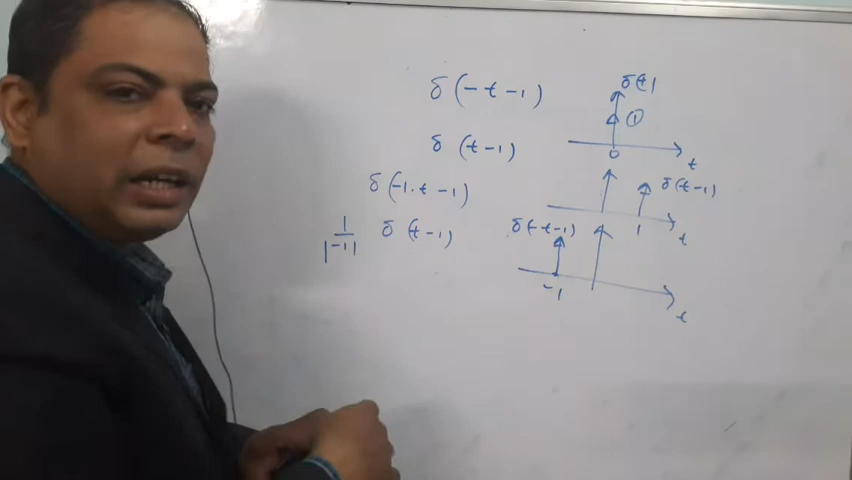 δ(-t-1)
δ(t-1)
δ(-1.t-1)
1/|-1| δ(t-1)
δ(t)
①
0
t
δ(t-1)
1
t
δ(-t-1)
-1
t